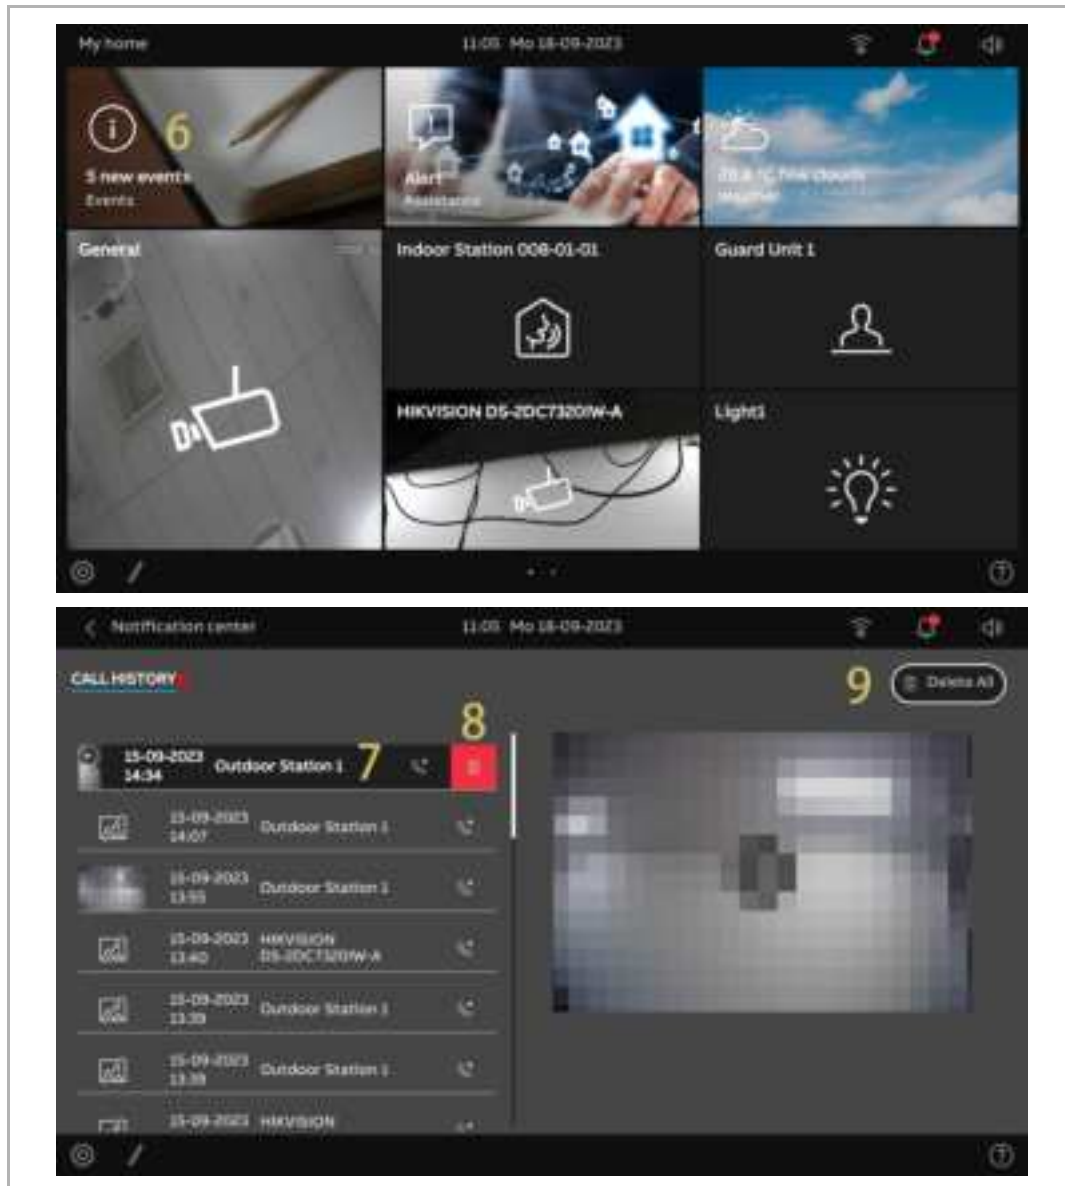 My home
11:05 Mo 18-09-2023
6
5 new events
Events
Alert
Assistance
few clouds
Weather
General
Indoor Station 008-01-01
Guard Unit 1
HIKVISION DS-2DC7320IW-A
Light1
Notification center
11:05 Mo 18-09-2023
CALL HISTORY
9
Delete All
8
15-09-2023
14:34
Outdoor Station 1
7
15-09-2023
14:07
Outdoor Station 1
15-09-2023
13:55
Outdoor Station 1
15-09-2023
13:40
HIKVISION
DS-2DC7320IW-A
15-09-2023
13:39
Outdoor Station 1
15-09-2023
Outdoor Station 1
15-09-2023
HIKVISION